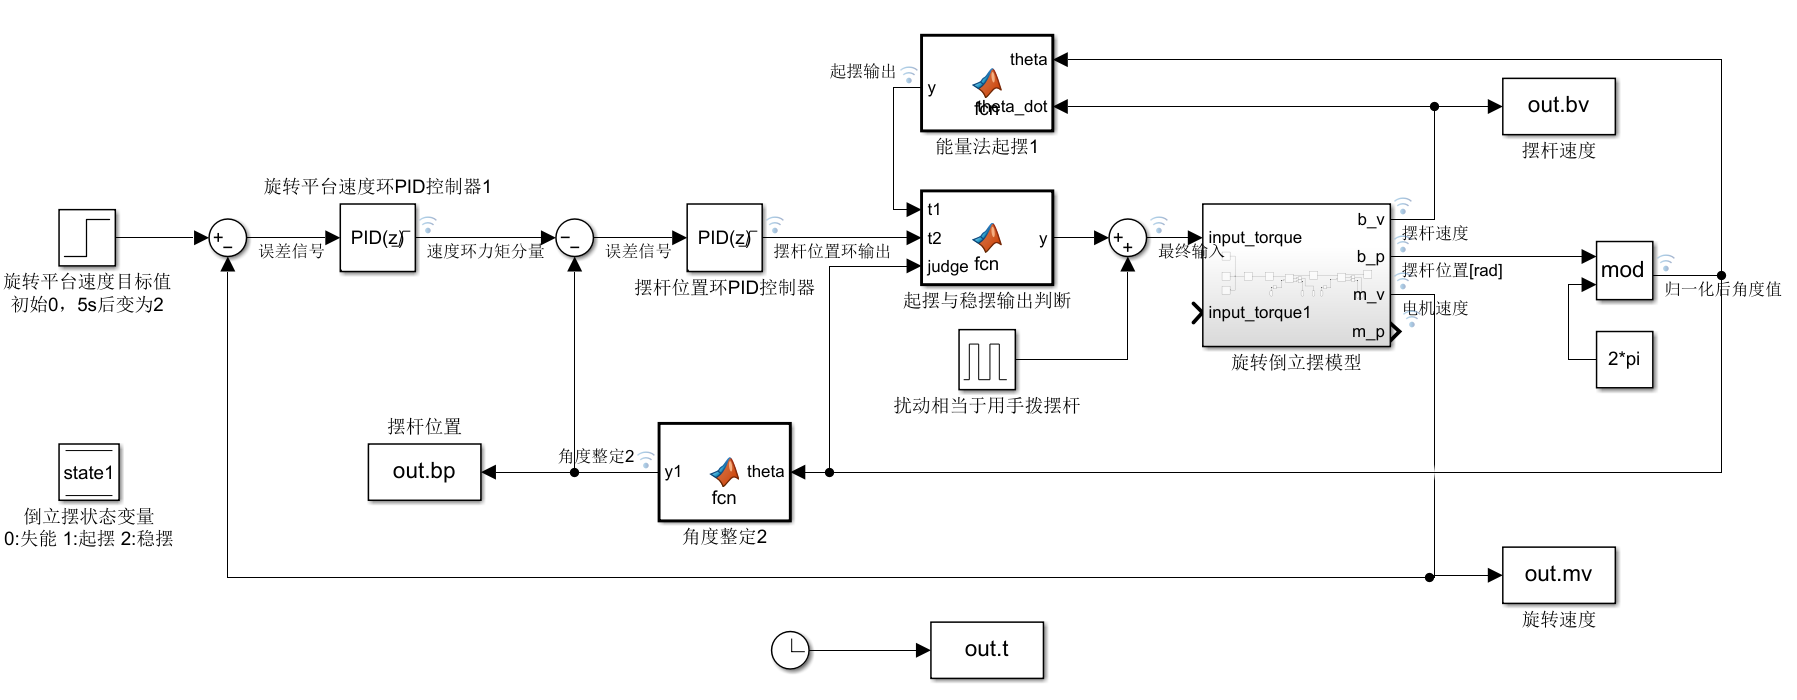 theta
起摆输出
y
theta_dot
fcn
能量法起摆1
out.bv
摆杆速度
旋转平台速度环PID控制器1
旋转平台速度目标值
初始0，5s后变为2
+
−
误差信号
PID(z)
速度环力矩分量
−
−
误差信号
PID(z)
摆杆位置环输出
摆杆位置环PID控制器
t1
t2
judge
y
fcn
起摆与稳摆输出判断
+
+
最终输入
扰动相当于用手拨摆杆
input_torque
input_torque1
b_v
b_p
m_v
m_p
旋转倒立摆模型
摆杆速度
摆杆位置[rad]
电机速度
mod
归一化后角度值
2*pi
摆杆位置
out.bp
角度整定2
y1
theta
fcn
角度整定2
state1
倒立摆状态变量
0:失能 1:起摆 2:稳摆
out.mv
旋转速度
out.t